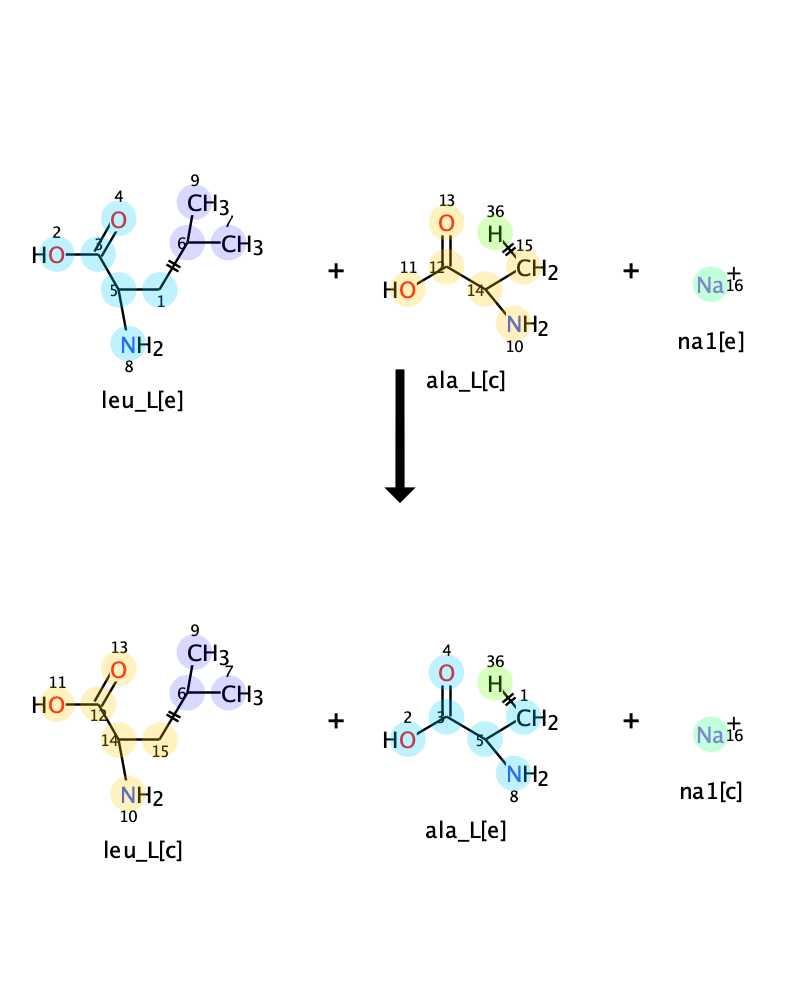 9
4
CH3
2
3
O
6
7
CH3
HO
5
1
NH2
8
leu_L[e]
+
13
O
36
H
15
11
12
CH2
HO
14
NH2
10
ala_L[c]
+
Na+
16
na1[e]
9
13
CH3
11
O
7
6
CH3
HO
12
14
15
NH2
10
leu_L[c]
+
4
O
36
H
1
2
3
CH2
HO
5
NH2
8
ala_L[e]
+
Na+
16
na1[c]